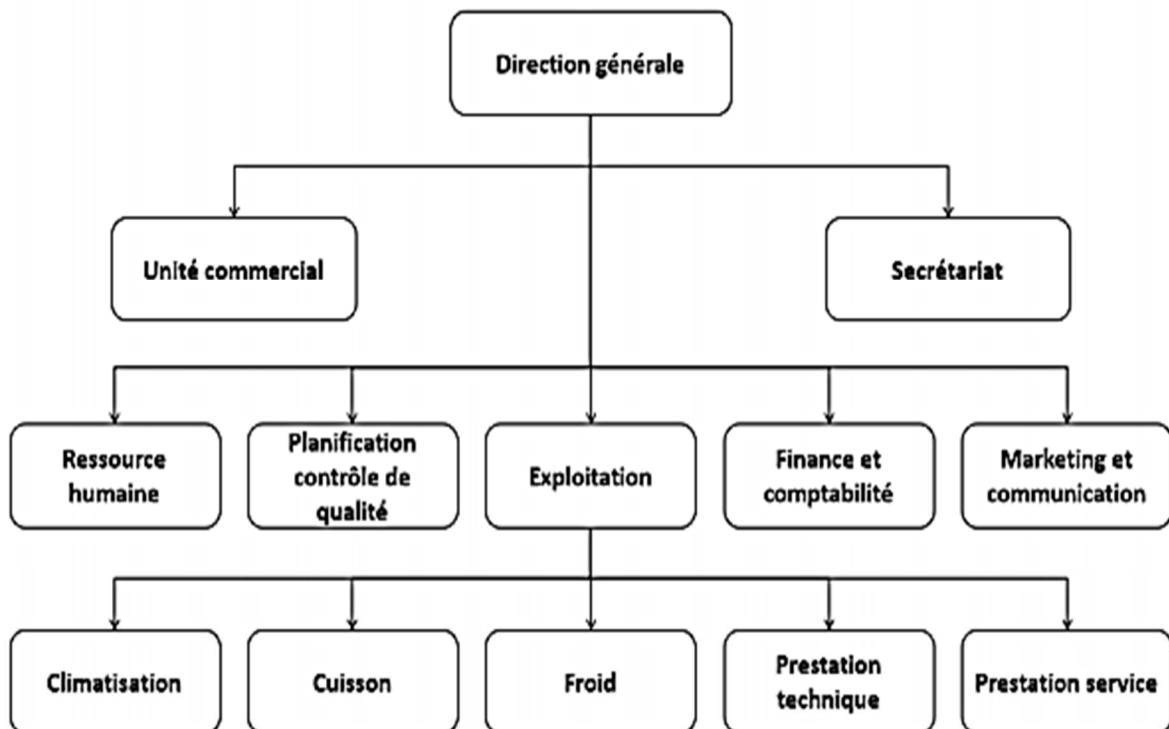 Direction générale
Unité commercial
Secrétariat
Ressource
humaine
Planification
contrôle de
qualité
Exploitation
Finance et
comptabilité
Marketing et
communication
Climatisation
Cuisson
Froid
Prestation
technique
Prestation service